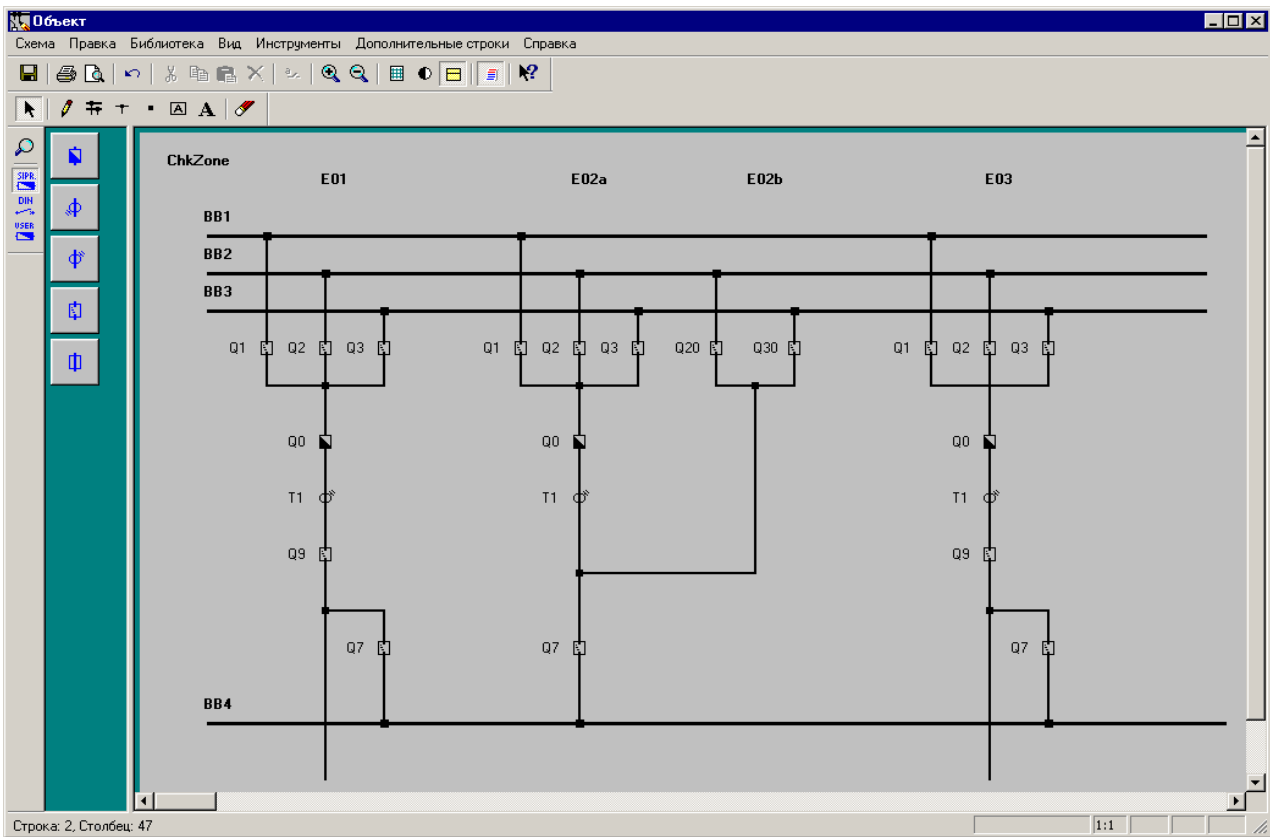 Объект
Схема Правка Библиотека Вид Инструменты Дополнительные строки Справка
A A
SIPR.
DIN
USER
ChkZone
E01 E02a E02b E03
BB1
BB2
BB3
Q1 Q2 Q3 Q1 Q2 Q3 Q20 Q30 Q1 Q2 Q3
Q0 Q0 Q0
T1 T1 T1
Q9 Q9
Q7 Q7 Q7
BB4
Строка: 2, Столбец: 47 1:1